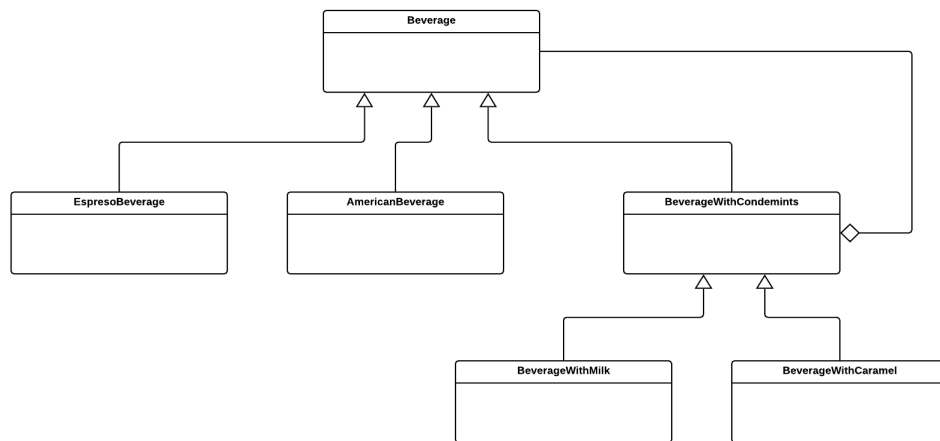 Beverage
EspresoBeverage
AmericanBeverage
BeverageWithCondemints
BeverageWithMilk
BeverageWithCaramel